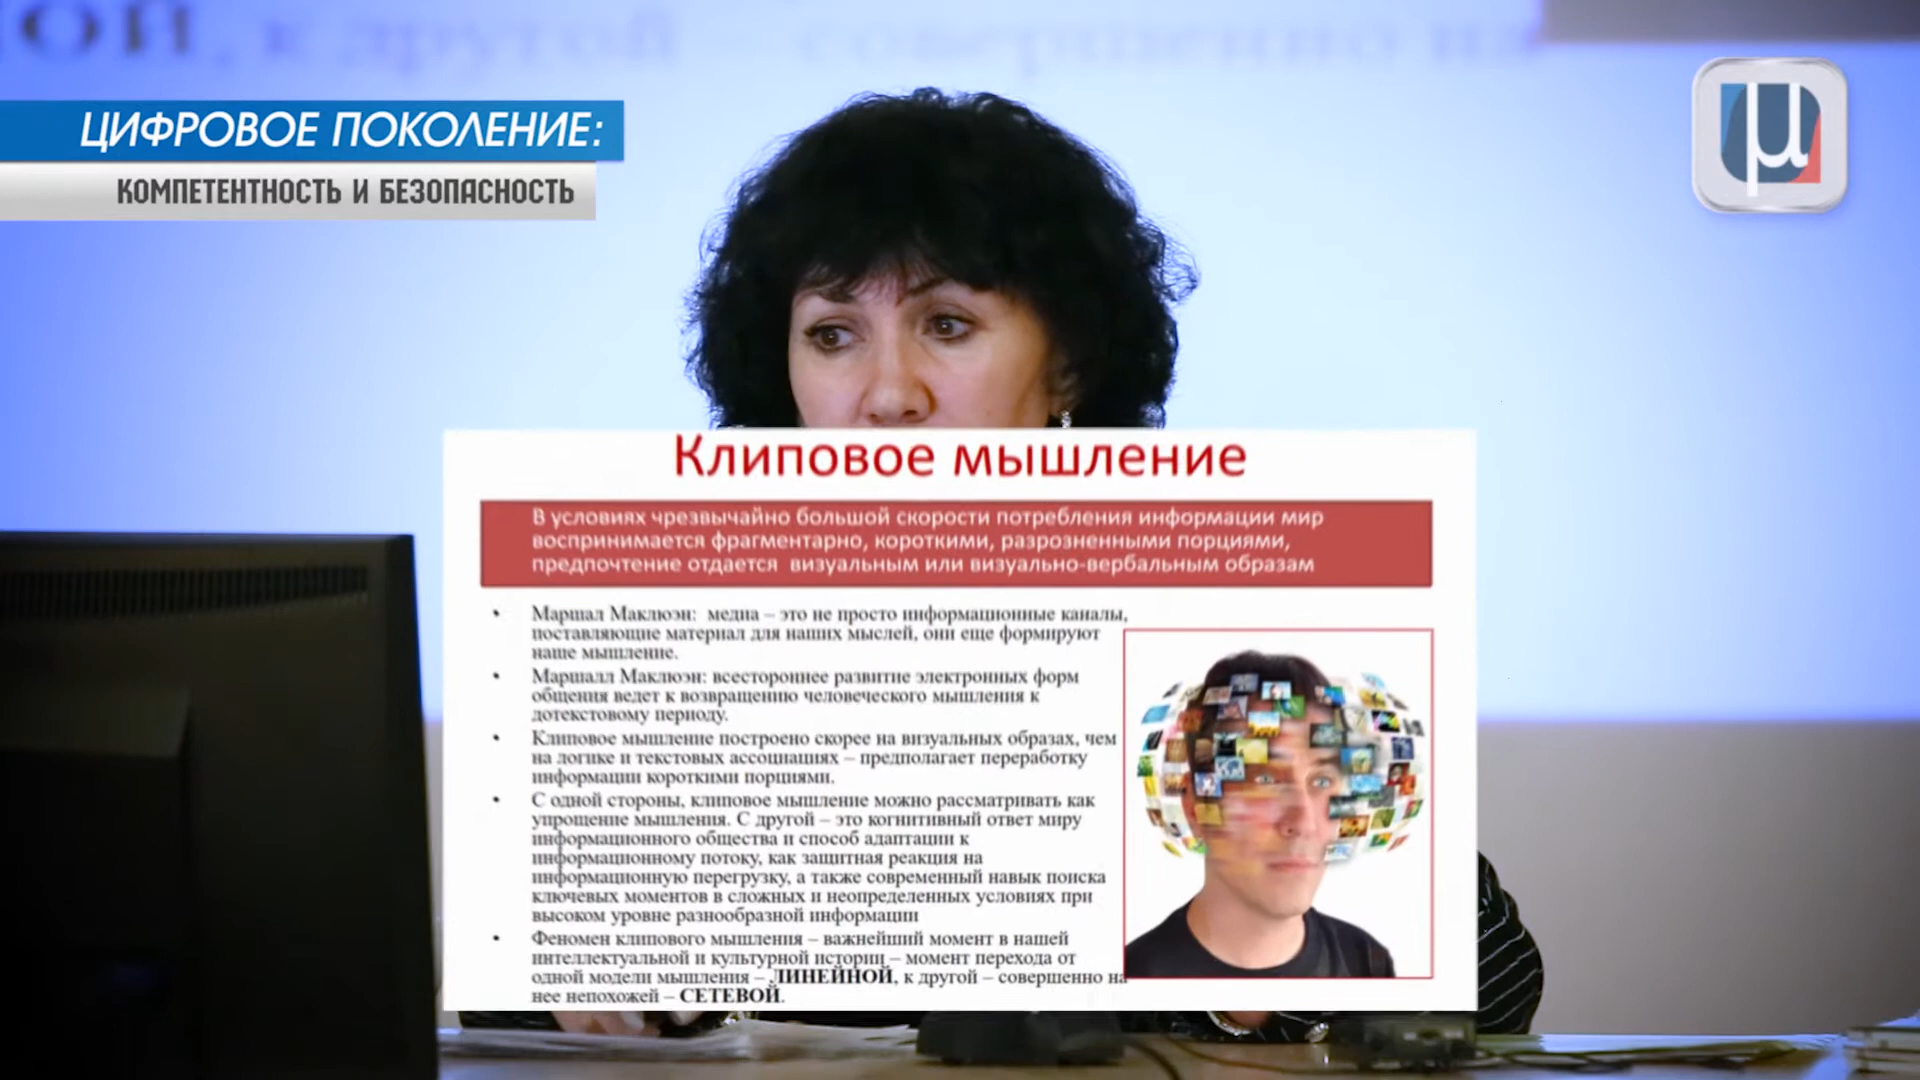 ОЙ, к другой – совершенно на
ЦИФРОВОЕ ПОКОЛЕНИЕ:
КОМПЕТЕНТНОСТЬ И БЕЗОПАСНОСТЬ
μ
Клиповое мышление
В условиях чрезвычайно большой скорости потребления информации мир
воспринимается фрагментарно, короткими, разрозненными порциями,
предпочтение отдается визуальным или визуально-вербальным образам
• Маршал Маклюэн: медиа – это не просто информационные каналы,
поставляющие материал для наших мыслей, они еще формируют
наше мышление.
• Маршалл Маклюэн: всестороннее развитие электронных форм
общения ведет к возвращению человеческого мышления к
дотекстовому периоду.
• Клиповое мышление построено скорее на визуальных образах, чем
на логике и текстовых ассоциациях – предполагает переработку
информации короткими порциями.
• С одной стороны, клиповое мышление можно рассматривать как
упрощение мышления. С другой – это когнитивный ответ миру
информационного общества и способ адаптации к
информационному потоку, как защитная реакция на
информационную перегрузку, а также современный навык поиска
ключевых моментов в сложных и неопределенных условиях при
высоком уровне разнообразной информации
• Феномен клипового мышления – важнейший момент в нашей
интеллектуальной и культурной истории – момент перехода от
одной модели мышления – ЛИНЕЙНОЙ, к другой – совершенно на
нее непохожей – СЕТЕВОЙ.